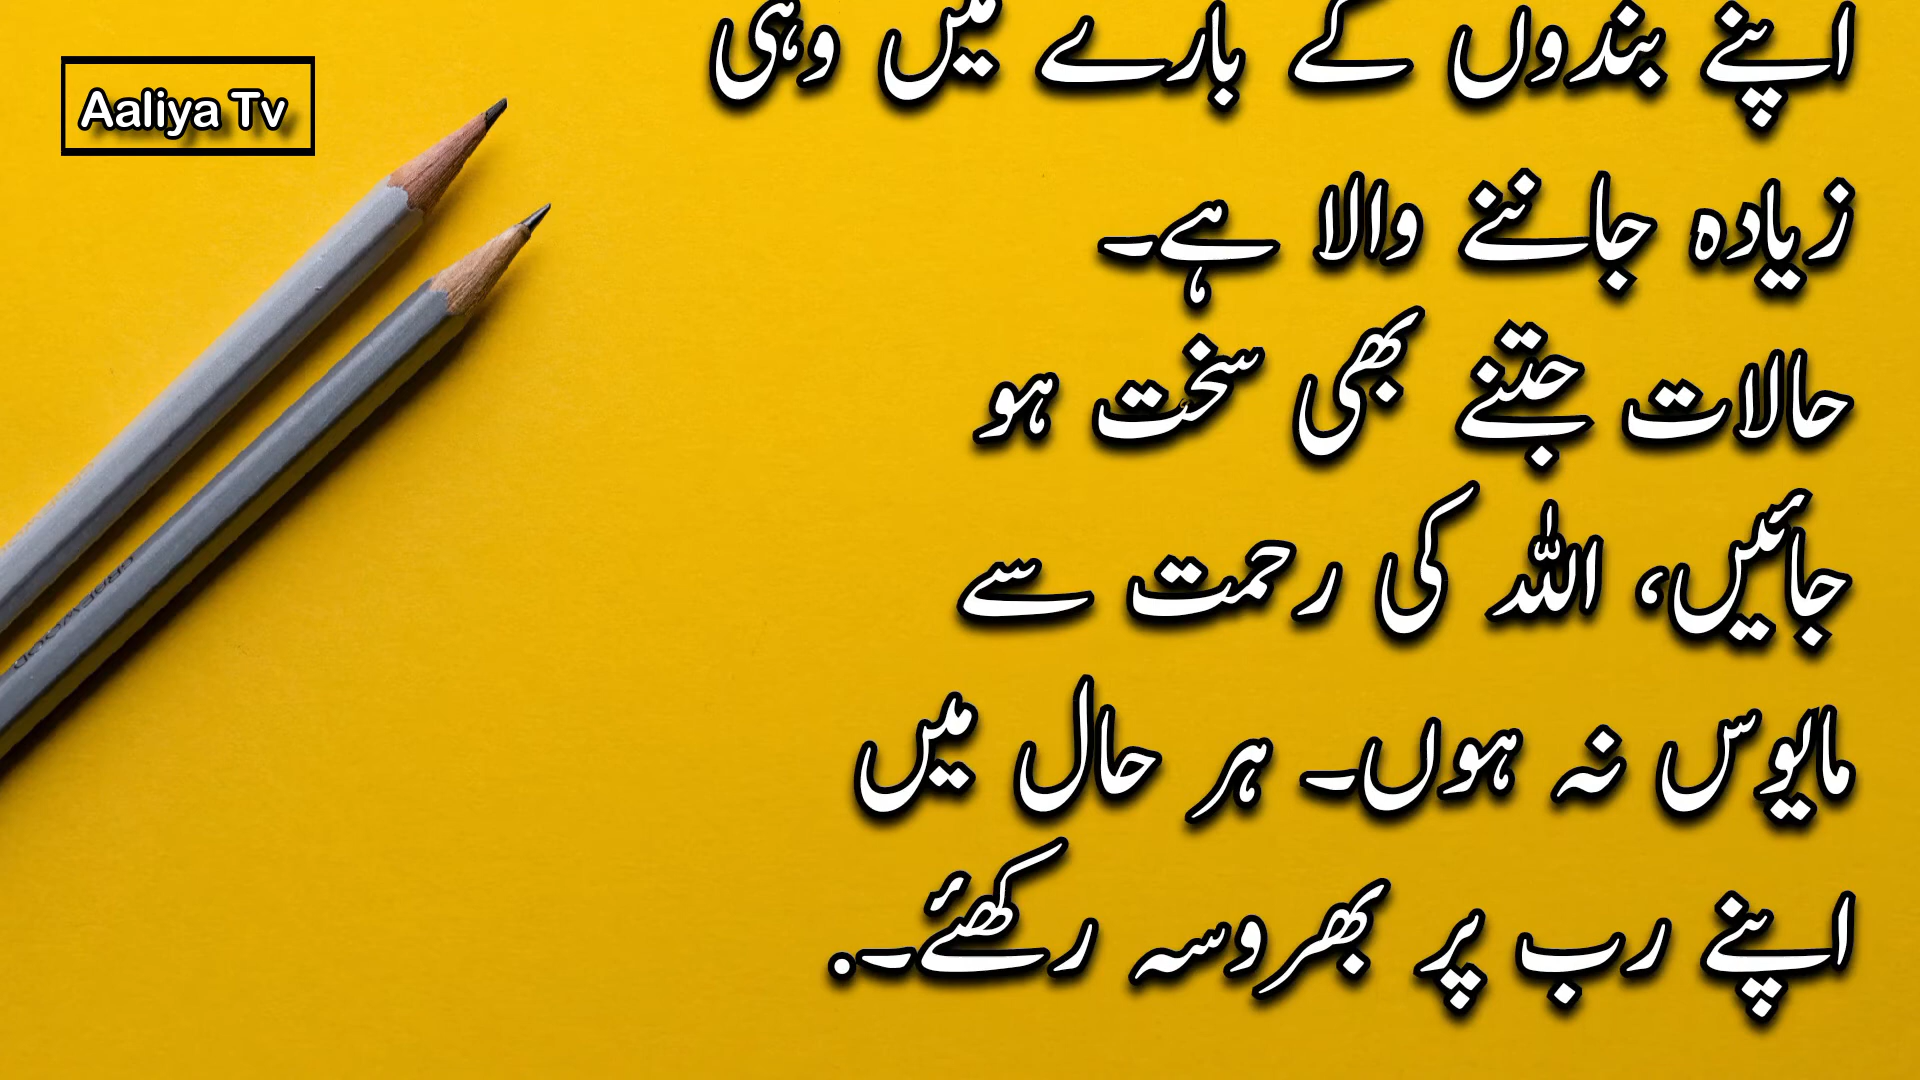 Aaliya Tv
اپنے بندوں کے بارے میں وہی
زیادہ جاننے والا ہے۔
حالات جتنے بھی سخت ہو
جائیں، اللہ کی رحمت سے
مایوس نہ ہوں۔ ہر حال میں
اپنے رب پر بھروسہ رکھئے۔.